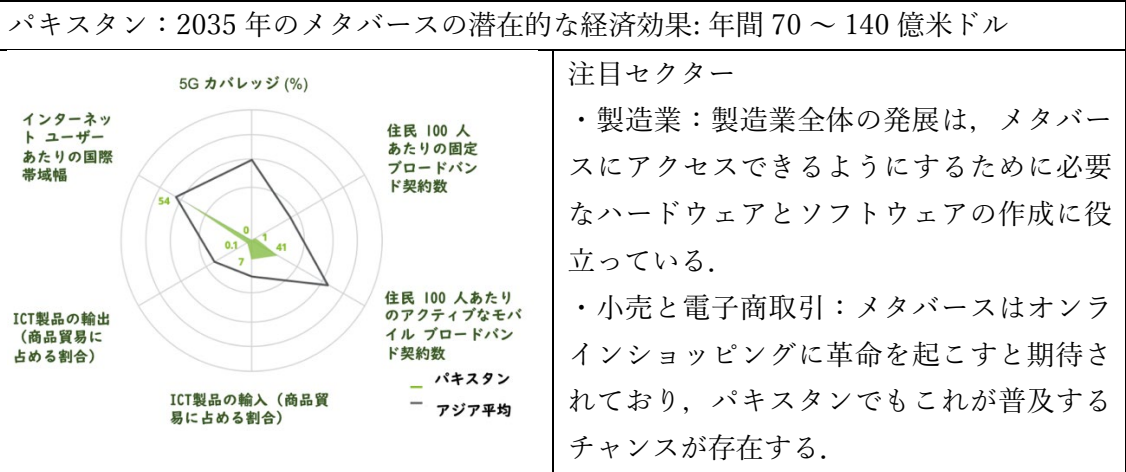 パキスタン：2035 年のメタバースの潜在的な経済効果: 年間 70 ～ 140 億米ドル
5G カバレッジ (%)
インターネッ
ト ユーザー
あたりの国際
帯域幅
住民 100 人
あたりの固定
ブロードバン
ド契約数
54
0
1
0.1
41
7
ICT製品の輸出
（商品貿易に
占める割合）
住民 100 人あたり
のアクティブなモバ
イル ブロードバン
ド契約数
ICT製品の輸入（商品貿
易に占める割合）
パキスタン
アジア平均
注目セクター
・製造業：製造業全体の発展は，メタバー
スにアクセスできるようにするために必要
なハードウェアとソフトウェアの作成に役
立っている．
・小売と電子商取引：メタバースはオンラ
インショッピングに革命を起こすと期待さ
れており，パキスタンでもこれが普及する
チャンスが存在する．